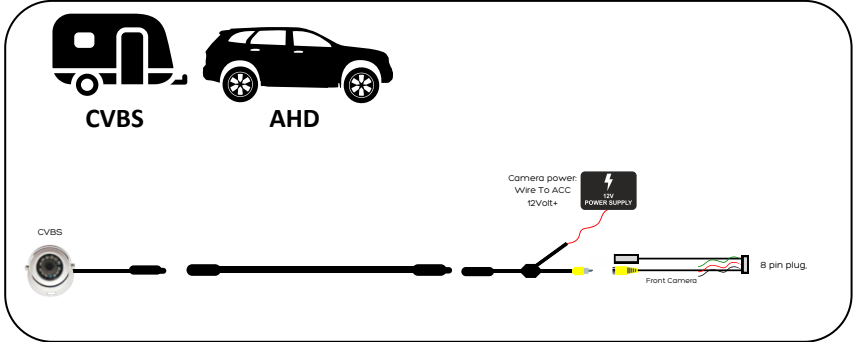 CVBS
AHD
Camera power:
Wire To ACC
12Volt+
12V
POWER SUPPLY
CVBS
8 pin plug,
Front Camera